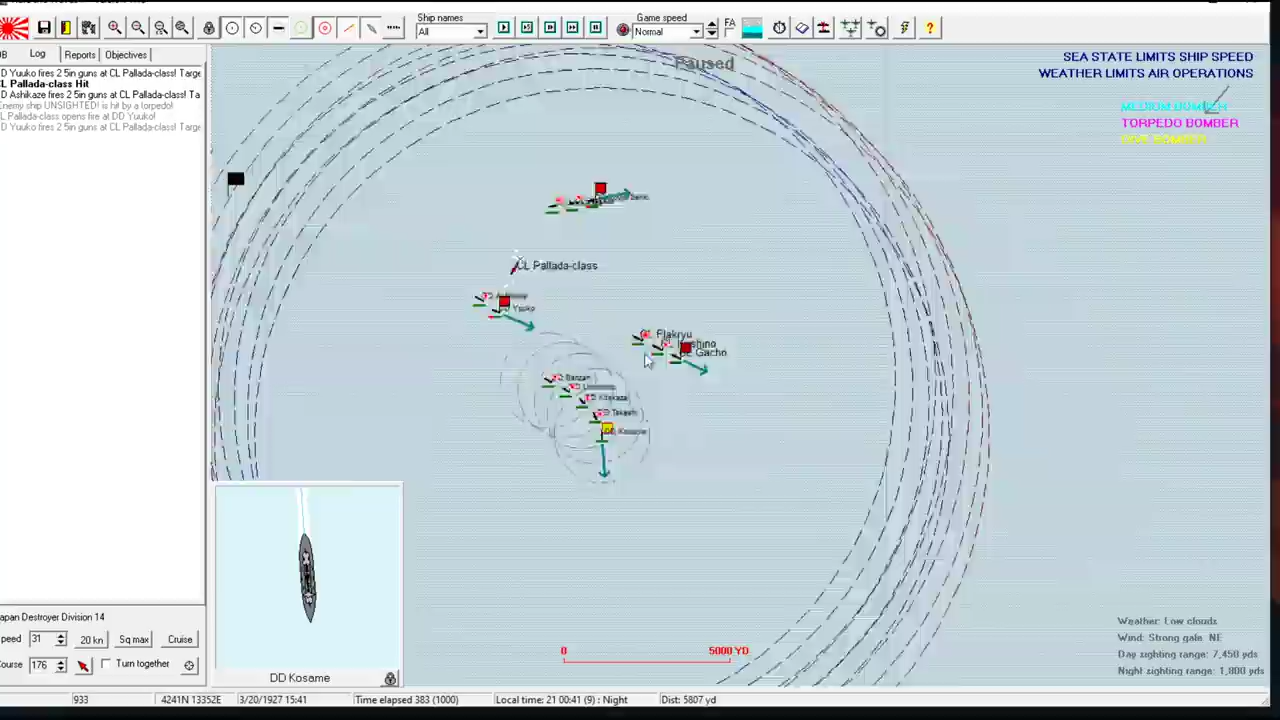 Ship names
All
Game speed
Normal
FA
?
Log
Reports
Objectives
D Yuuko fires 2 5in guns at CL Pallada-class! Targe
L Pallada-class Hit
D Ashikaze fires 2 5in guns at CL Pallada-class! Ta
Enemy ship UNSIGHTED! is hit by a torpedo!
L Pallada-class opens fire at DD Yuuko!
D Yuuko fires 2 5in guns at CL Pallada-class! Targe
Paused
SEA STATE LIMITS SHIP SPEED
WEATHER LIMITS AIR OPERATIONS
MEDIUM BOMBER
TORPEDO BOMBER
DIVE BOMBER
CL Pallada-class
Yuuko
Gacho
Kosame
apan Destroyer Division 14
peed 31 20 kn Sq max Cruise
Course 176 Turn together
DD Kosame
0 5000 YD
Weather: Low clouds
Wind: Strong gale NE
Day sighting range: 7,450 yds
Night sighting range: 1,800 yds
933
4241N 13352E
3/20/1927 15:41
Time elapsed 383 (1000)
Local time: 21 00:41 (9) : Night
Dist: 5807 yd